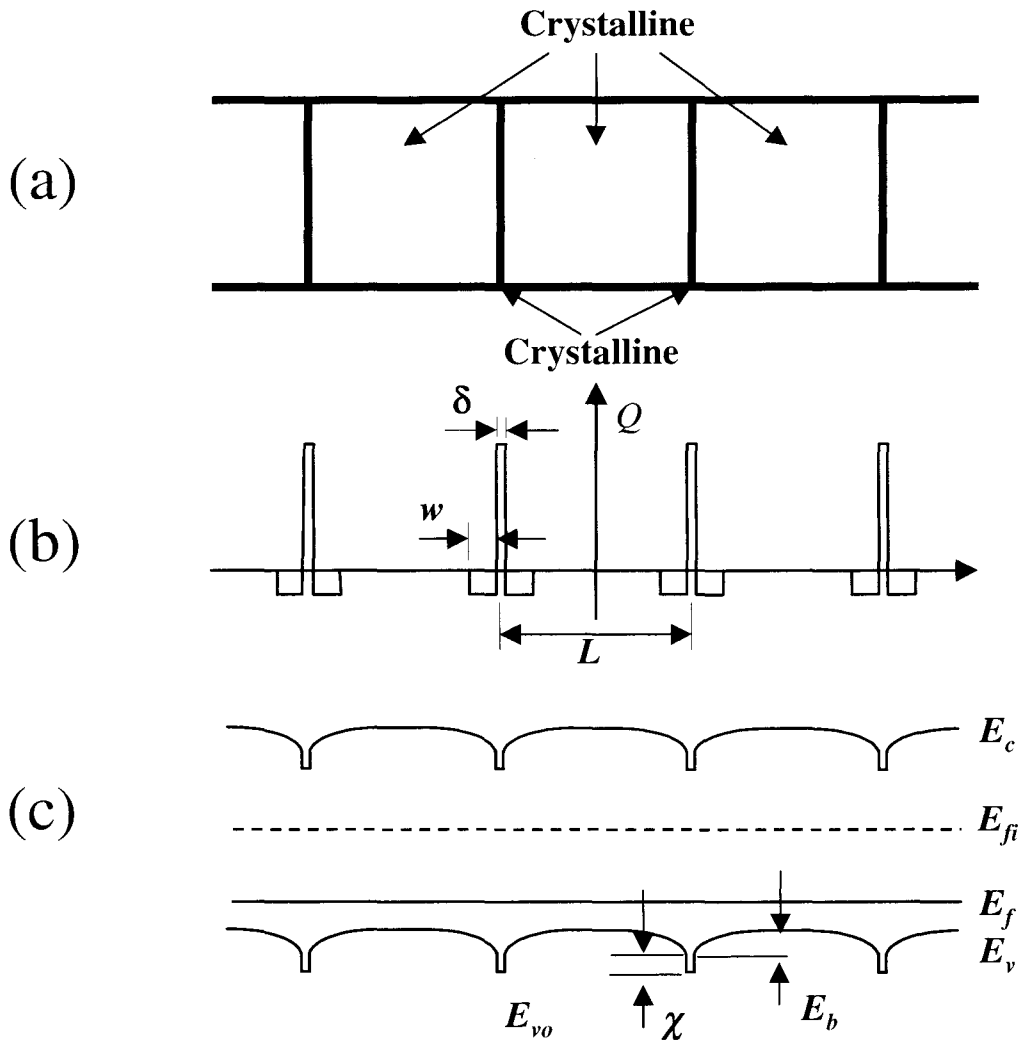 Crystalline
(a)
Crystalline
δ
Q
w
(b)
L
E_c
(c)
E_fi
E_f
E_v
E_vo
χ
E_b